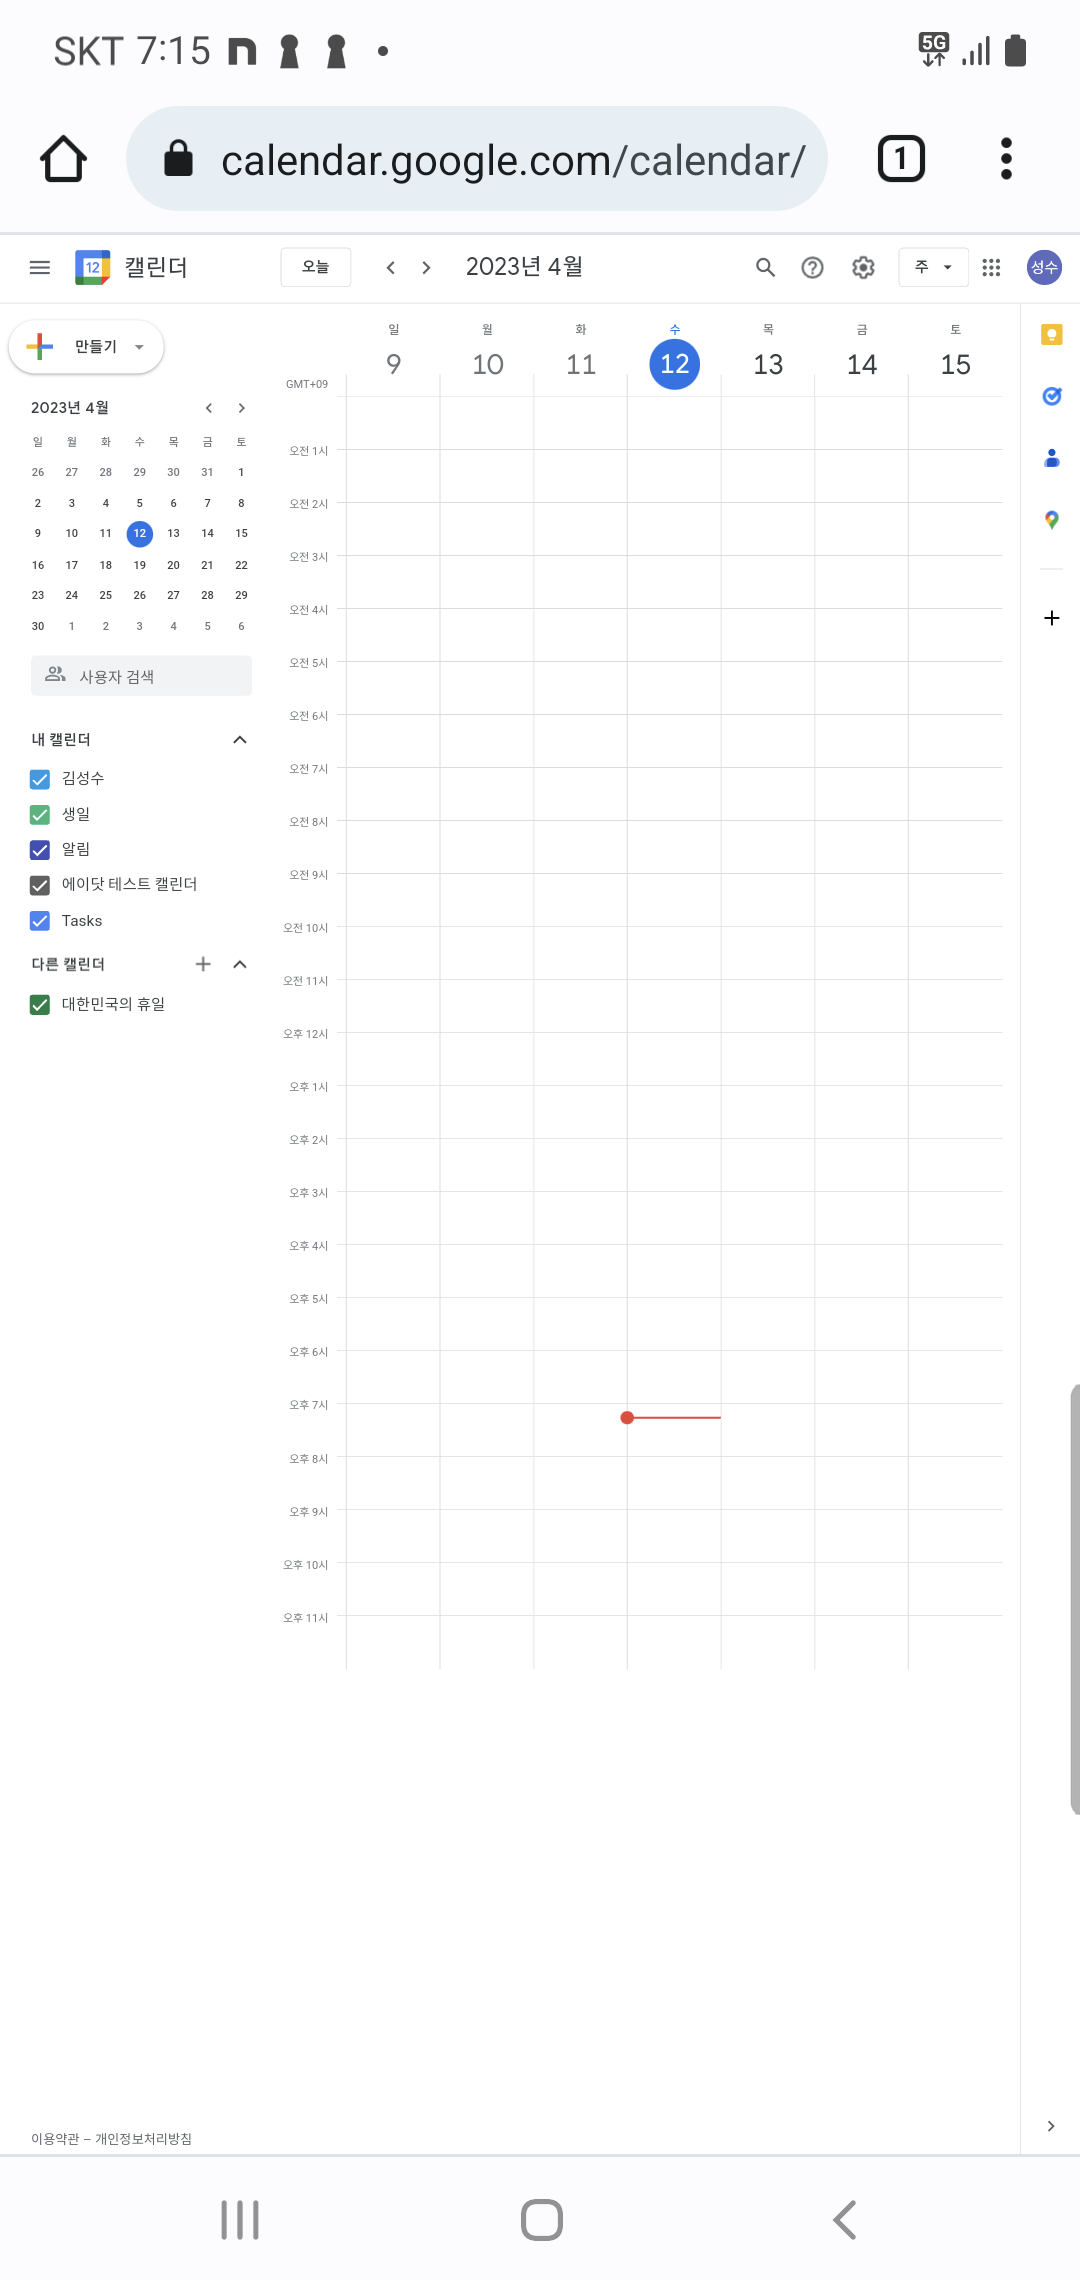 SKT 7:15 n 5G
calendar.google.com/calendar/ 1
12 캘린더 오늘 2023년 4월 주 성수
만들기
일 월 화 수 목 금 토
9 10 11 12 13 14 15
GMT+09
2023년 4월
일 월 화 수 목 금 토
26 27 28 29 30 31 1
2 3 4 5 6 7 8
9 10 11 12 13 14 15
16 17 18 19 20 21 22
23 24 25 26 27 28 29
30 1 2 3 4 5 6
사용자 검색
내 캘린더
김성수
생일
알림
에이닷 테스트 캘린더
Tasks
다른 캘린더
대한민국의 휴일
오전 1시
오전 2시
오전 3시
오전 4시
오전 5시
오전 6시
오전 7시
오전 8시
오전 9시
오전 10시
오전 11시
오후 12시
오후 1시
오후 2시
오후 3시
오후 4시
오후 5시
오후 6시
오후 7시
오후 8시
오후 9시
오후 10시
오후 11시
이용약관 – 개인정보처리방침